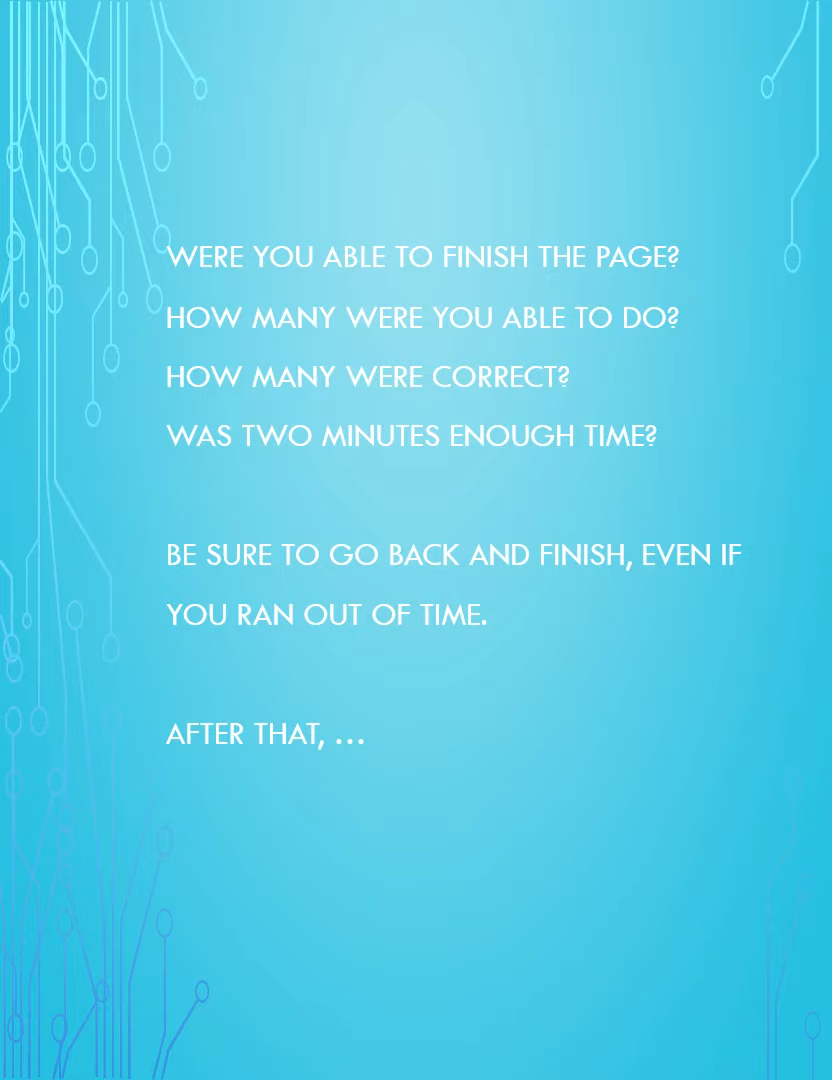 WERE YOU ABLE TO FINISH THE PAGE?
HOW MANY WERE YOU ABLE TO DO?
HOW MANY WERE CORRECT?
WAS TWO MINUTES ENOUGH TIME?
BE SURE TO GO BACK AND FINISH, EVEN IF
YOU RAN OUT OF TIME.
AFTER THAT, ...